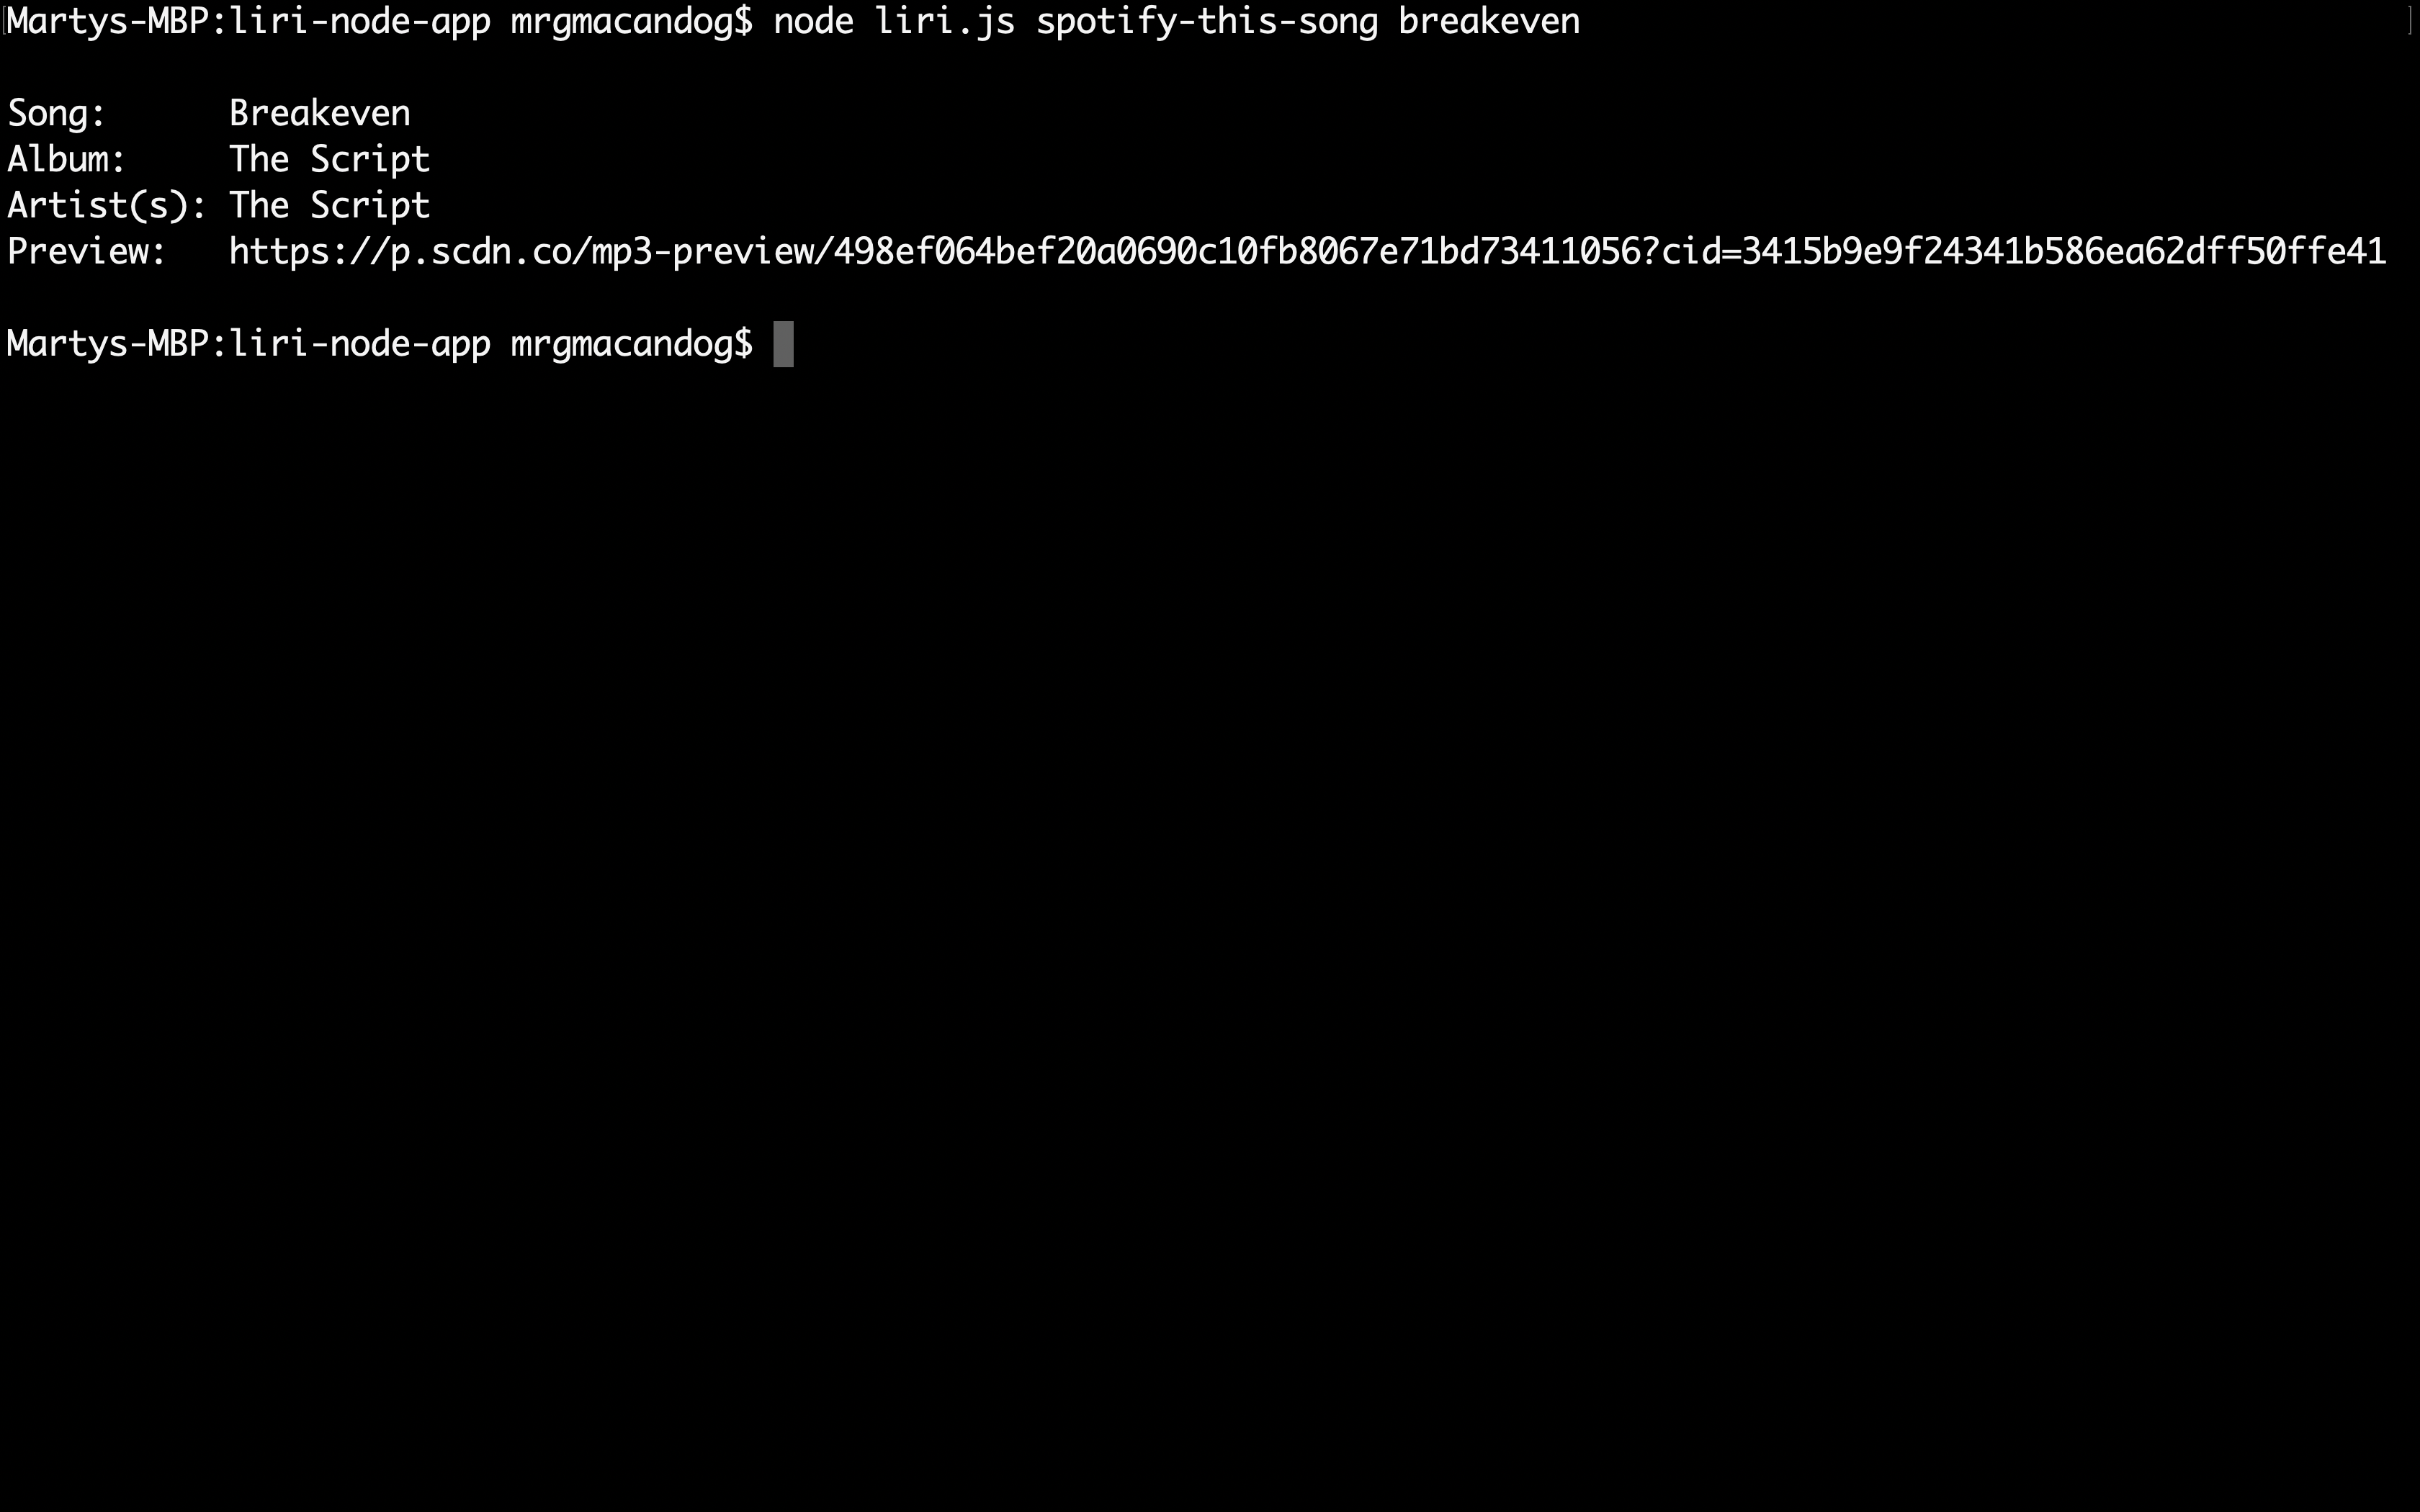 [Martys-MBP:liri-node-app mrgmacandog$ node liri.js spotify-this-song breakeven ]
Song: Breakeven
Album: The Script
Artist(s): The Script
Preview: https://p.scdn.co/mp3-preview/498ef064bef20a0690c10fb8067e71bd73411056?cid=3415b9e9f24341b586ea62dff50ffe41
Martys-MBP:liri-node-app mrgmacandog$